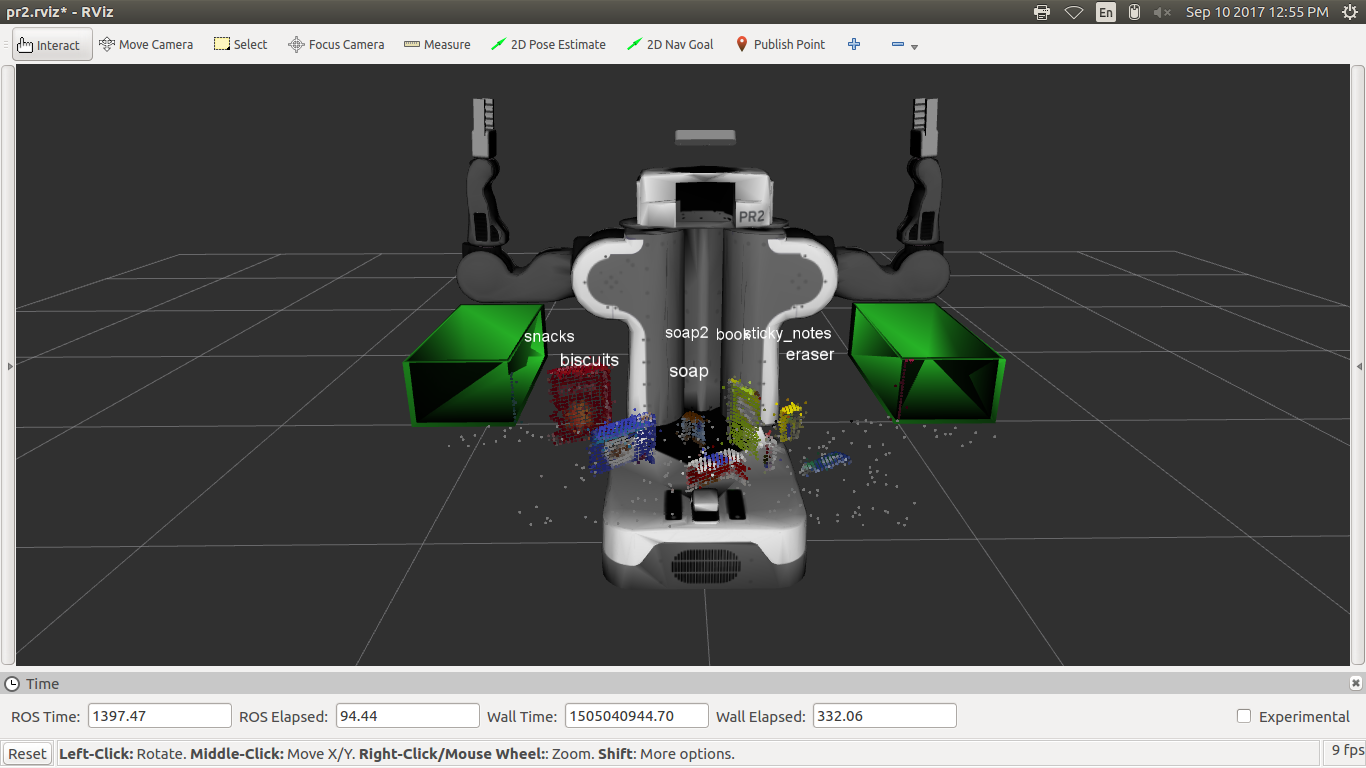 pr2.rviz* - RViz
En
Sep 10 2017 12:55 PM
Interact
Move Camera
Select
Focus Camera
Measure
2D Pose Estimate
2D Nav Goal
Publish Point
PR2
snacks
soap2
book
sticky_notes
biscuits
eraser
soap
Time
ROS Time: 1397.47
ROS Elapsed: 94.44
Wall Time: 1505040944.70
Wall Elapsed: 332.06
Experimental
Reset
Left-Click: Rotate. Middle-Click: Move X/Y. Right-Click/Mouse Wheel:: Zoom. Shift: More options.
9 fps